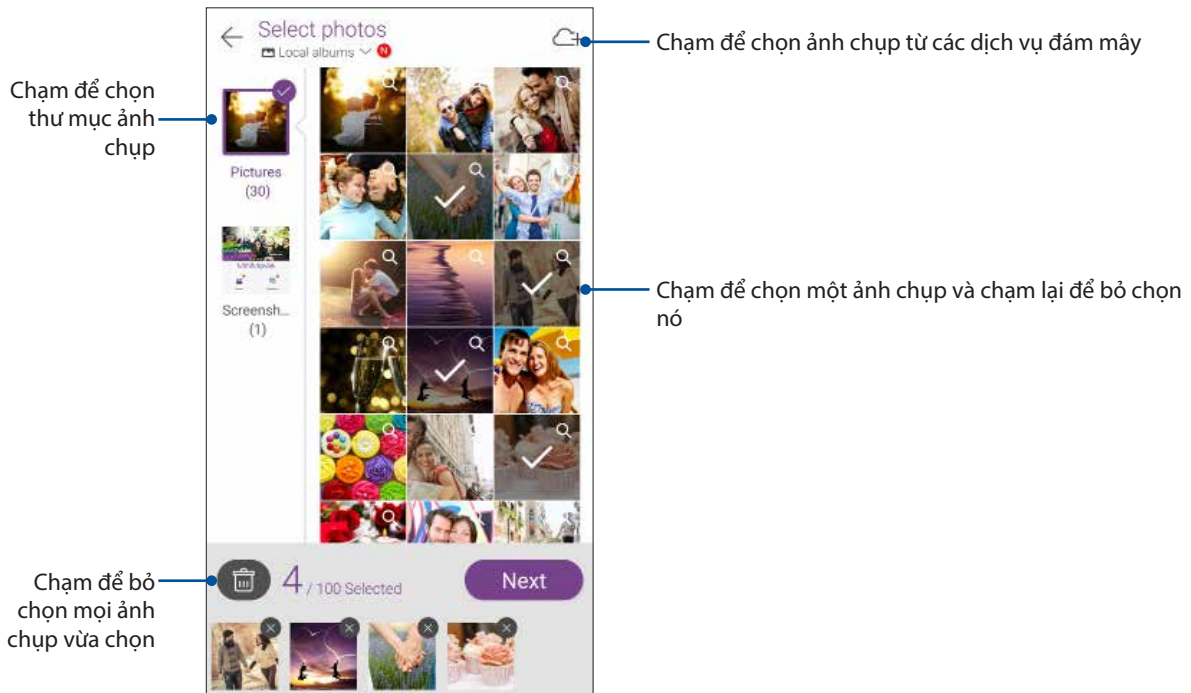 Select photos
Local albums
N
Chạm để chọn ảnh chụp từ các dịch vụ đám mây
Chạm để chọn
thư mục ảnh
chụp
Pictures
(30)
Screensh...
(1)
Chạm để chọn một ảnh chụp và chạm lại để bỏ chọn
nó
Chạm để bỏ
chọn mọi ảnh
chụp vừa chọn
4 / 100 Selected
Next